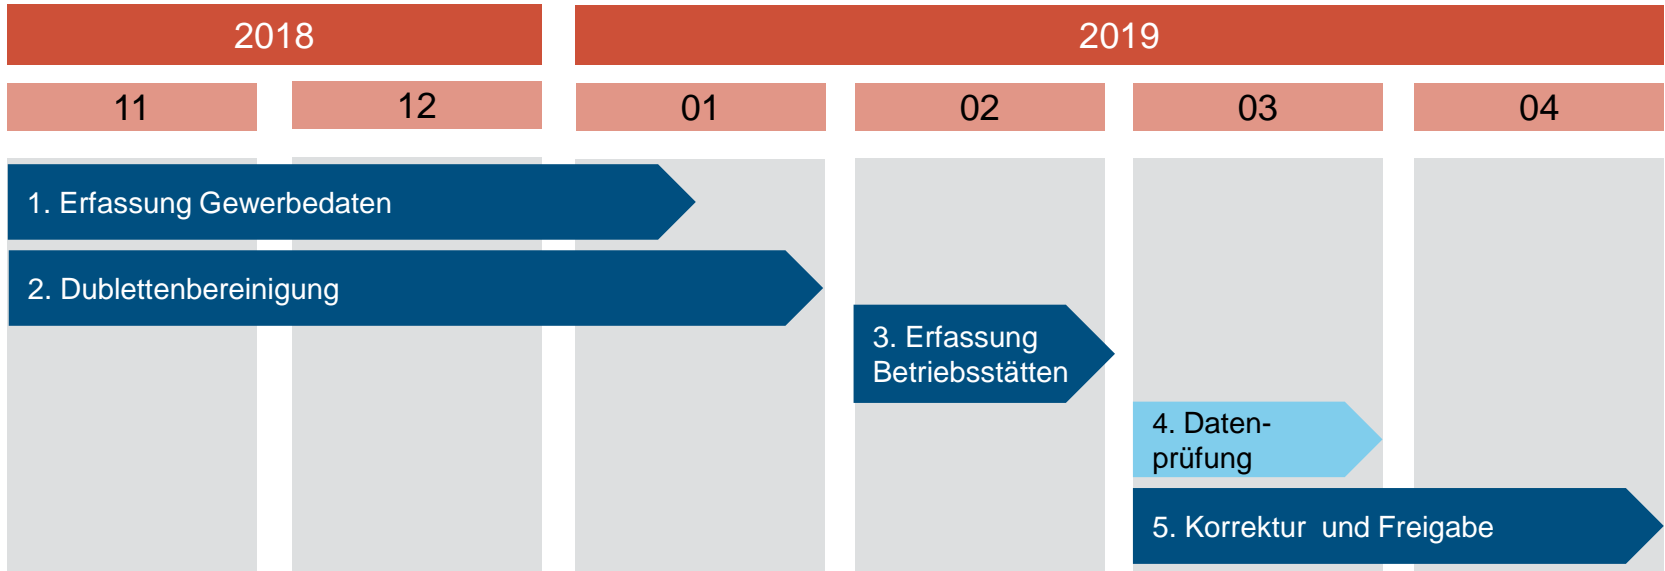 2018
2019
11
12
01
02
03
04
1. Erfassung Gewerbedaten
2. Dublettenbereinigung
3. Erfassung
Betriebsstätten
4. Daten-
prüfung
5. Korrektur  und Freigabe